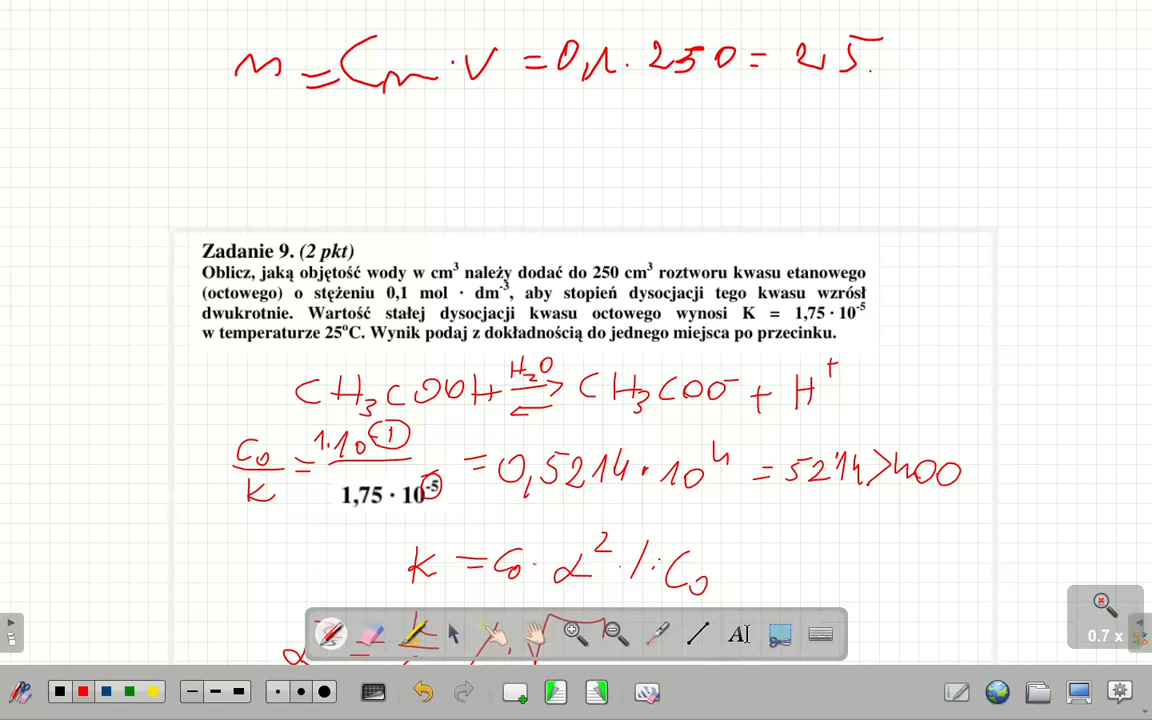 n = Cm · V = 0,1 · 250 = 25.
Zadanie 9. (2 pkt)
Oblicz, jaką objętość wody w cm³ należy dodać do 250 cm³ roztworu kwasu etanowego
(octowego) o stężeniu 0,1 mol · dm⁻³, aby stopień dysocjacji tego kwasu wzrósł
dwukrotnie. Wartość stałej dysocjacji kwasu octowego wynosi K = 1,75 · 10⁻⁵
w temperaturze 25°C. Wynik podaj z dokładnością do jednego miejsca po przecinku.
CH₃COOH ⇌ H₂O CH₃COO⁻ + H⁺
C₀/K = 1·10⁻¹ / 1,75 · 10⁻⁵ = 0,5214 · 10⁴ = 5214 > 400
K = C₀ · α² · /: C₀
α
AI
0.7 x